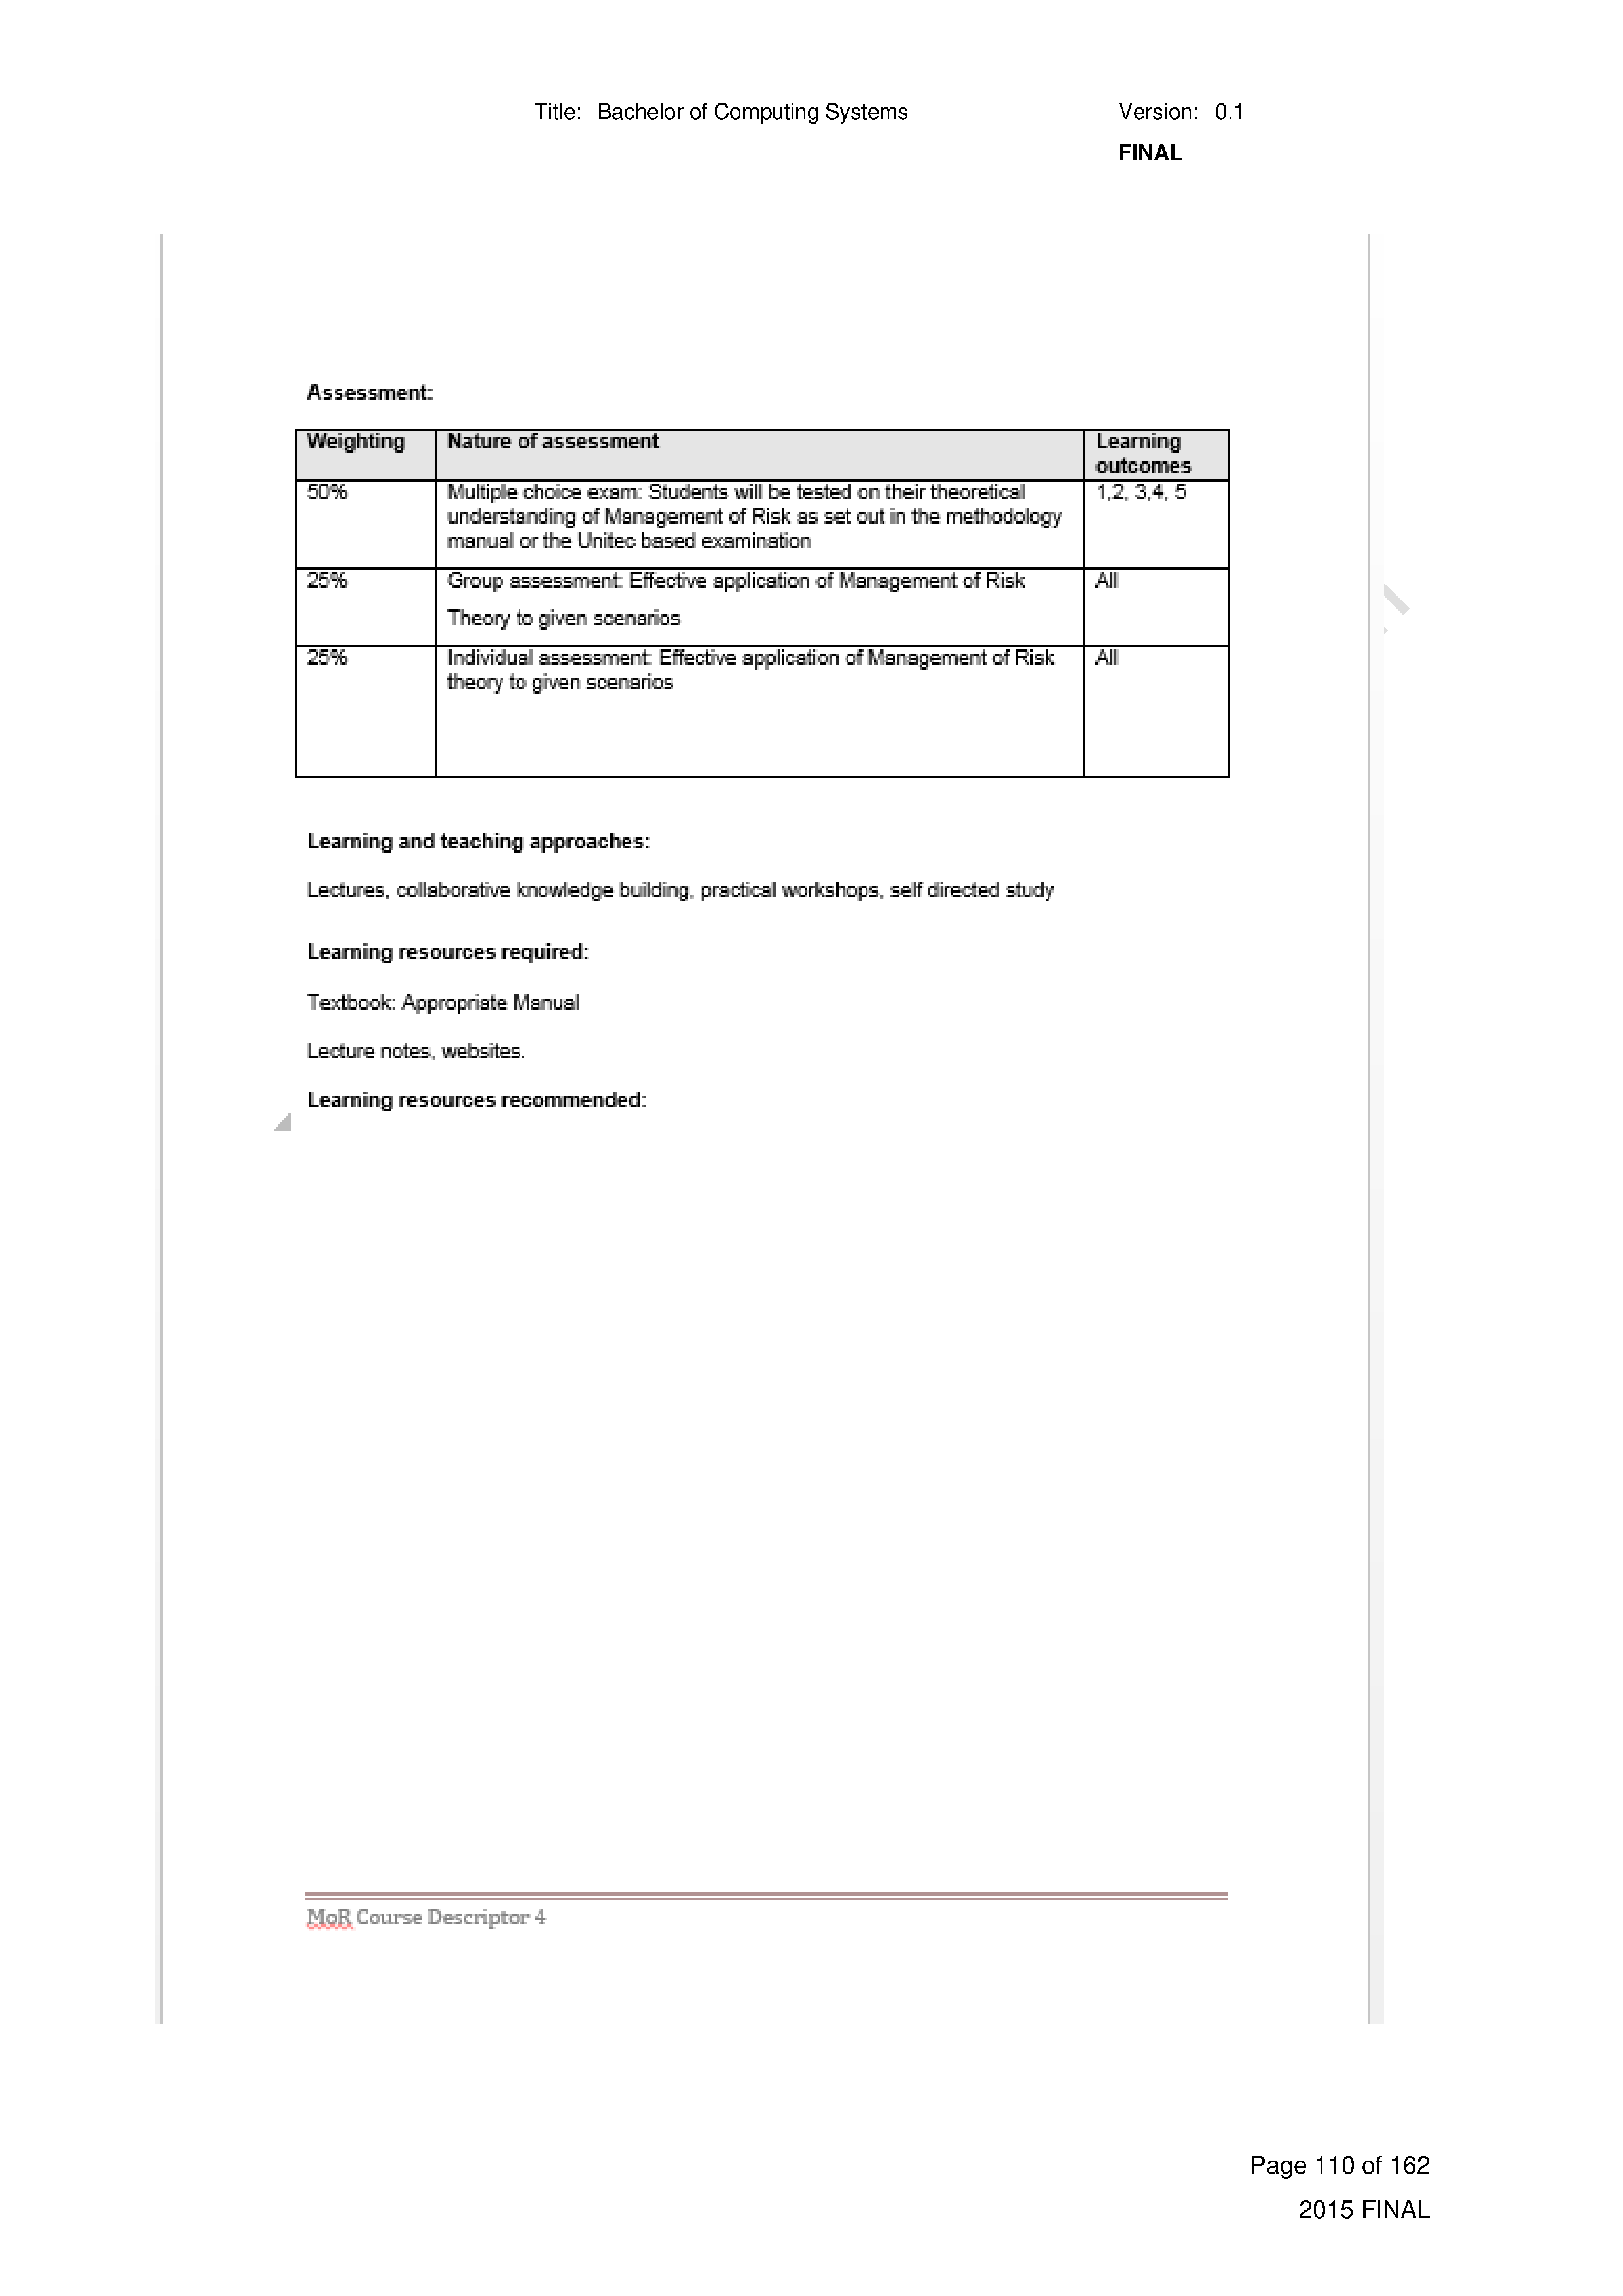 Title: Bachelor of Computing Systems Version: 0.1
FINAL
Assessment:
Weighting Nature of assessment Learning
outcomes
50% Multiple choice exam: Students will be tested on their theoretical 1,2, 3,4, 5
understanding of Management of Risk as set out in the methodology
manual or the Unitec based examination
25% Group assessment: Effective application of Management of Risk All
Theory to given scenarios
25% Individual assessment: Effective application of Management of Risk All
theory to given scenarios
Learning and teaching approaches:
Lectures, collaborative knowledge building, practical workshops, self directed study
Learning resources required:
Textbook: Appropriate Manual
Lecture notes, websites.
Learning resources recommended:
MoR Course Descriptor 4
Page 110 of 162
2015 FINAL